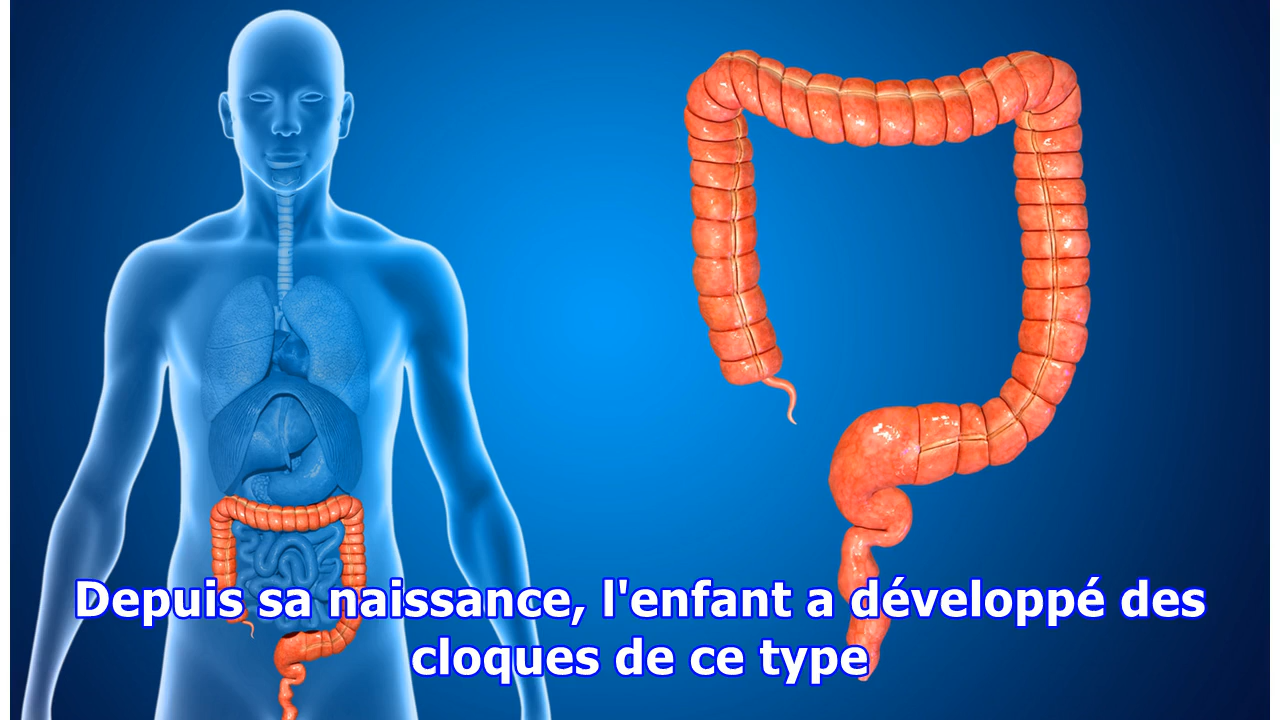 Depuis sa naissance, l'enfant a développé des
cloques de ce type